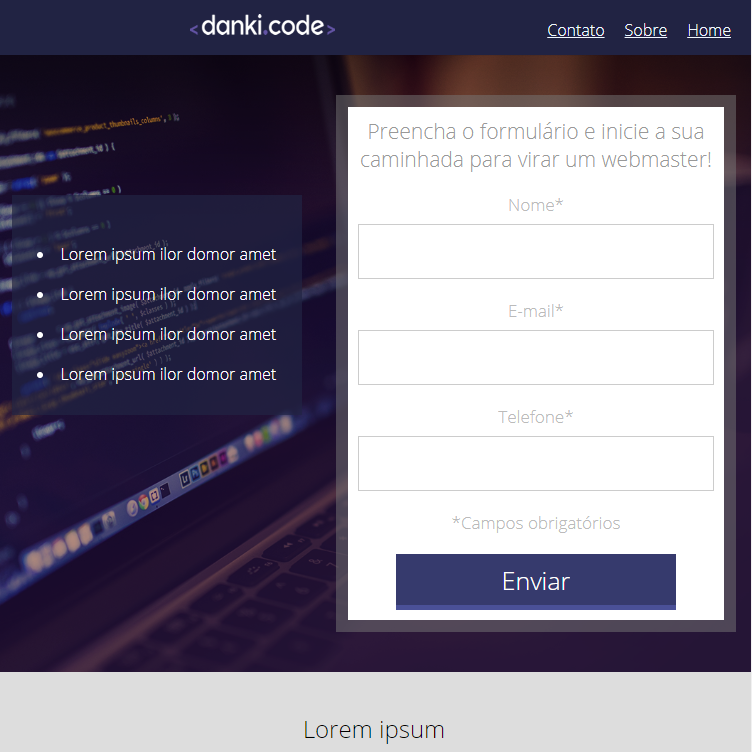 <danki.code>
Contato Sobre Home
Lorem ipsum ilor domor amet
Lorem ipsum ilor domor amet
Lorem ipsum ilor domor amet
Lorem ipsum ilor domor amet
Preencha o formulário e inicie a sua
caminhada para virar um webmaster!
Nome*
E-mail*
Telefone*
*Campos obrigatórios
Enviar
Lorem ipsum